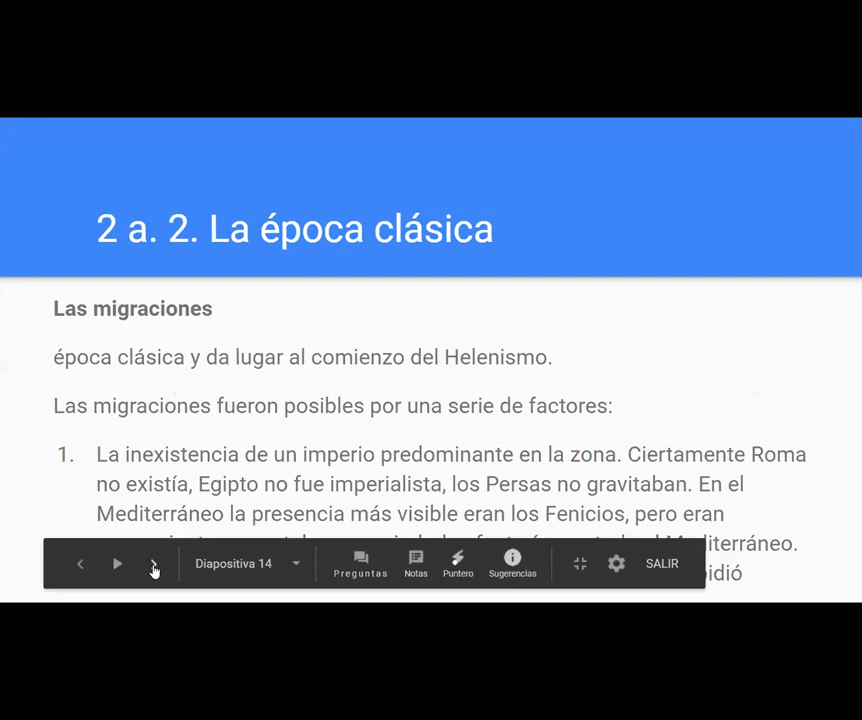 2 a. 2. La época clásica
Las migraciones
época clásica y da lugar al comienzo del Helenismo.
Las migraciones fueron posibles por una serie de factores:
1. La inexistencia de un imperio predominante en la zona. Ciertamente Roma
no existía, Egipto no fue imperialista, los Persas no gravitaban. En el
Mediterráneo la presencia más visible eran los Fenicios, pero eran
Diapositiva 14
Preguntas
Notas
Puntero
Sugerencias
SALIR